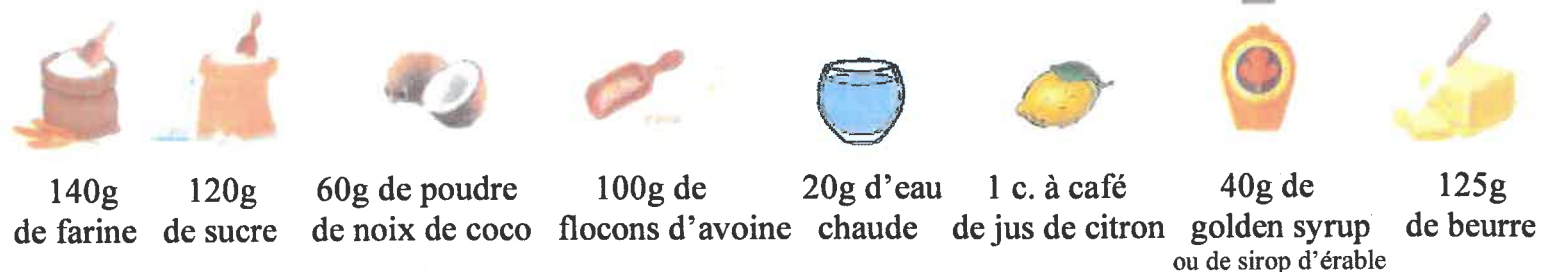 140g
de farine
120g
de sucre
60g de poudre
de noix de coco
100g de
flocons d'avoine
20g d'eau
chaude
1 c. à café
de jus de citron
40g de
golden syrup
ou de sirop d'érable
125g
de beurre